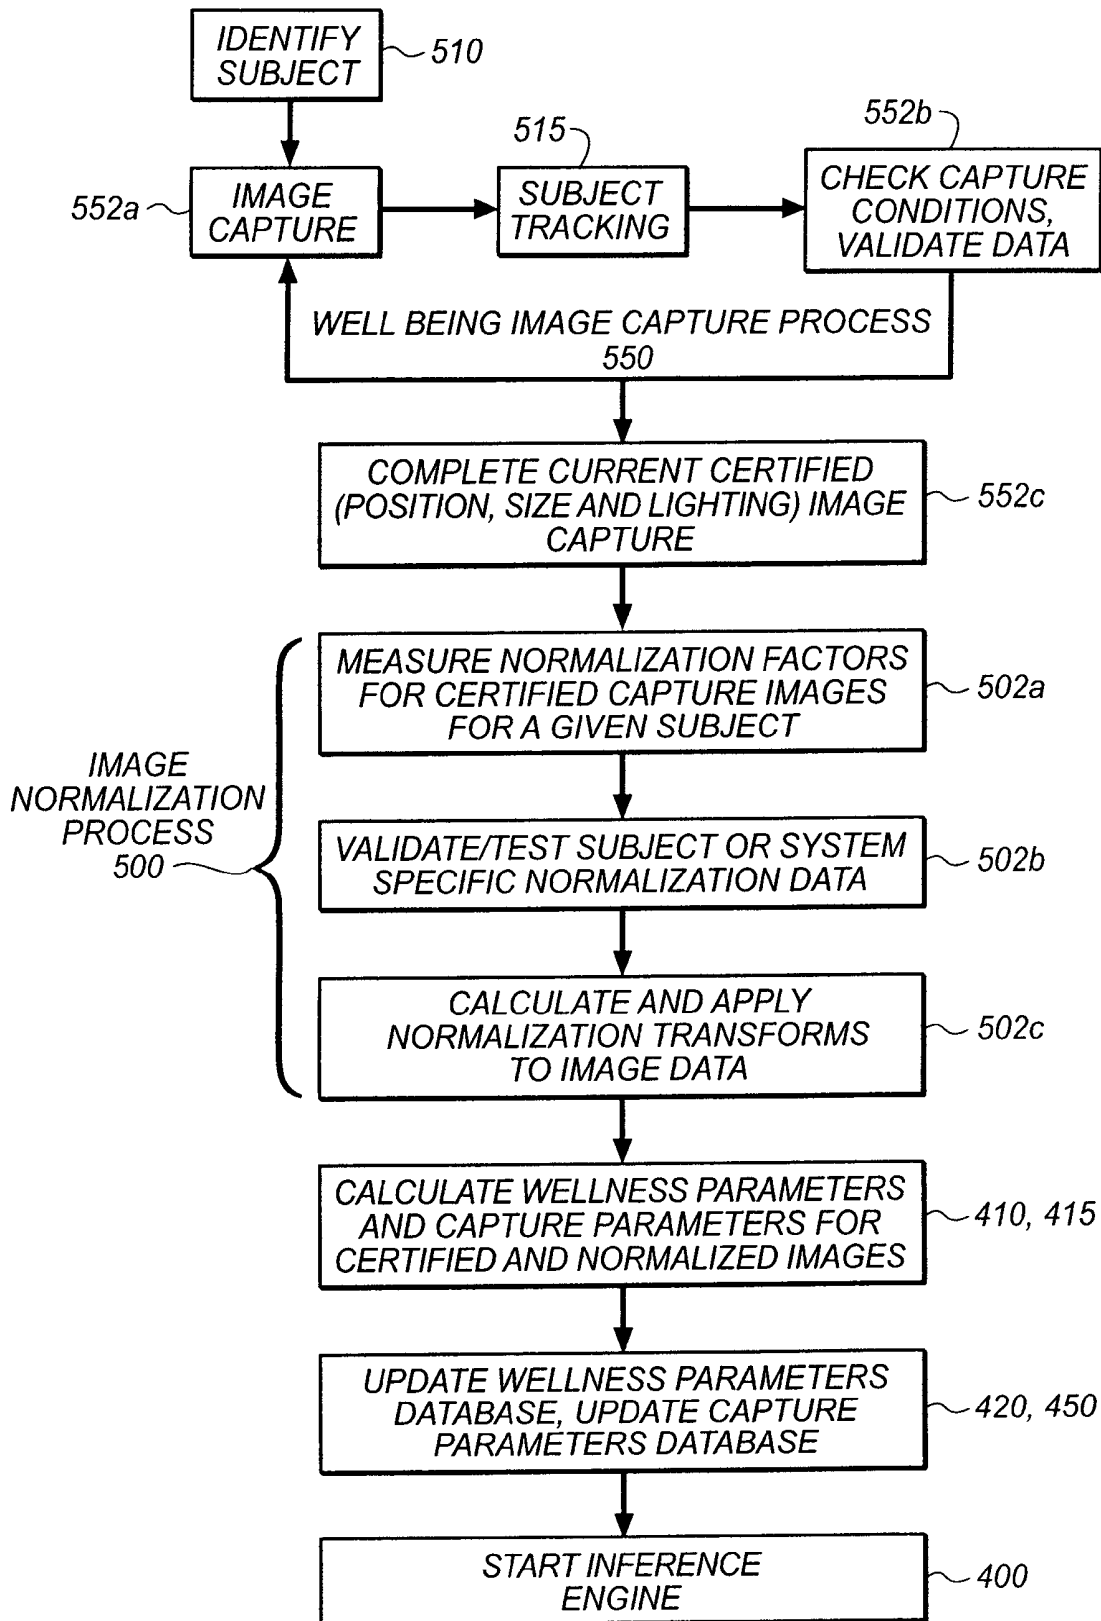 IDENTIFY
SUBJECT
510
552a
IMAGE
CAPTURE
515
SUBJECT
TRACKING
552b
CHECK CAPTURE
CONDITIONS,
VALIDATE DATA
WELL BEING IMAGE CAPTURE PROCESS
550
COMPLETE CURRENT CERTIFIED
(POSITION, SIZE AND LIGHTING) IMAGE
CAPTURE
552c
IMAGE
NORMALIZATION
PROCESS
500
MEASURE NORMALIZATION FACTORS
FOR CERTIFIED CAPTURE IMAGES
FOR A GIVEN SUBJECT
502a
VALIDATE/TEST SUBJECT OR SYSTEM
SPECIFIC NORMALIZATION DATA
502b
CALCULATE AND APPLY
NORMALIZATION TRANSFORMS
TO IMAGE DATA
502c
CALCULATE WELLNESS PARAMETERS
AND CAPTURE PARAMETERS FOR
CERTIFIED AND NORMALIZED IMAGES
410, 415
UPDATE WELLNESS PARAMETERS
DATABASE, UPDATE CAPTURE
PARAMETERS DATABASE
420, 450
START INFERENCE
ENGINE
400